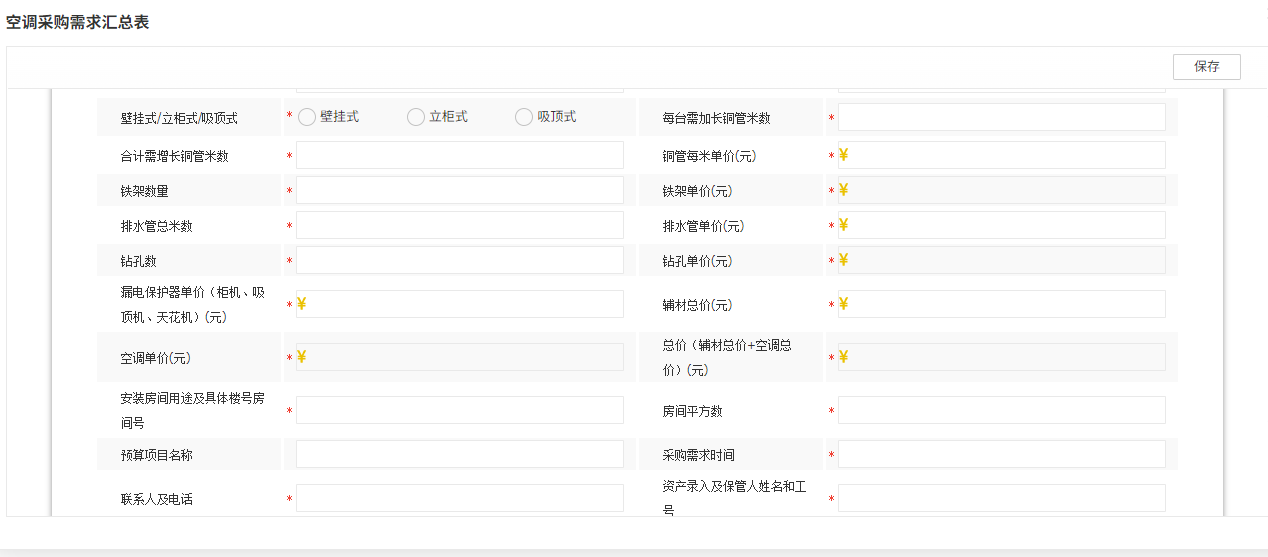 空调采购需求汇总表
保存
壁挂式/立柜式/吸顶式 * 壁挂式 立柜式 吸顶式 每台需加长铜管米数 *
合计需增长铜管米数 * 铜管每米单价(元) * ¥
铁架数量 * 铁架单价(元) * ¥
排水管总米数 * 排水管单价(元) * ¥
钻孔数 * 钻孔单价(元) * ¥
漏电保护器单价（柜机、吸
顶机、天花机）(元) * ¥ 辅材总价(元) * ¥
空调单价(元) * ¥ 总价（辅材总价+空调总
价）(元) * ¥
安装房间用途及具体楼号房
间号 * 房间平方数 *
预算项目名称 采购需求时间 *
联系人及电话 * 资产录入及保管人姓名和工
号 *